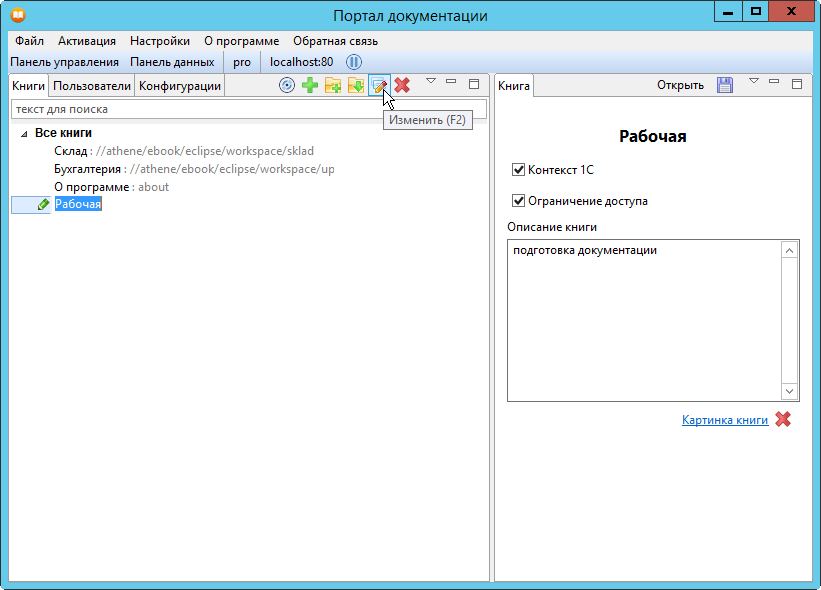 Портал документации
Файл Активация Настройки О программе Обратная связь
Панель управления Панель данных pro localhost:80
Книги Пользователи Конфигурации
текст для поиска
Изменить (F2)
Все книги
Склад : //athene/ebook/eclipse/workspace/sklad
Бухгалтерия : //athene/ebook/eclipse/workspace/up
О программе : about
Рабочая
Книга Открыть
Рабочая
Контекст 1С
Ограничение доступа
Описание книги
подготовка документации
Картинка книги